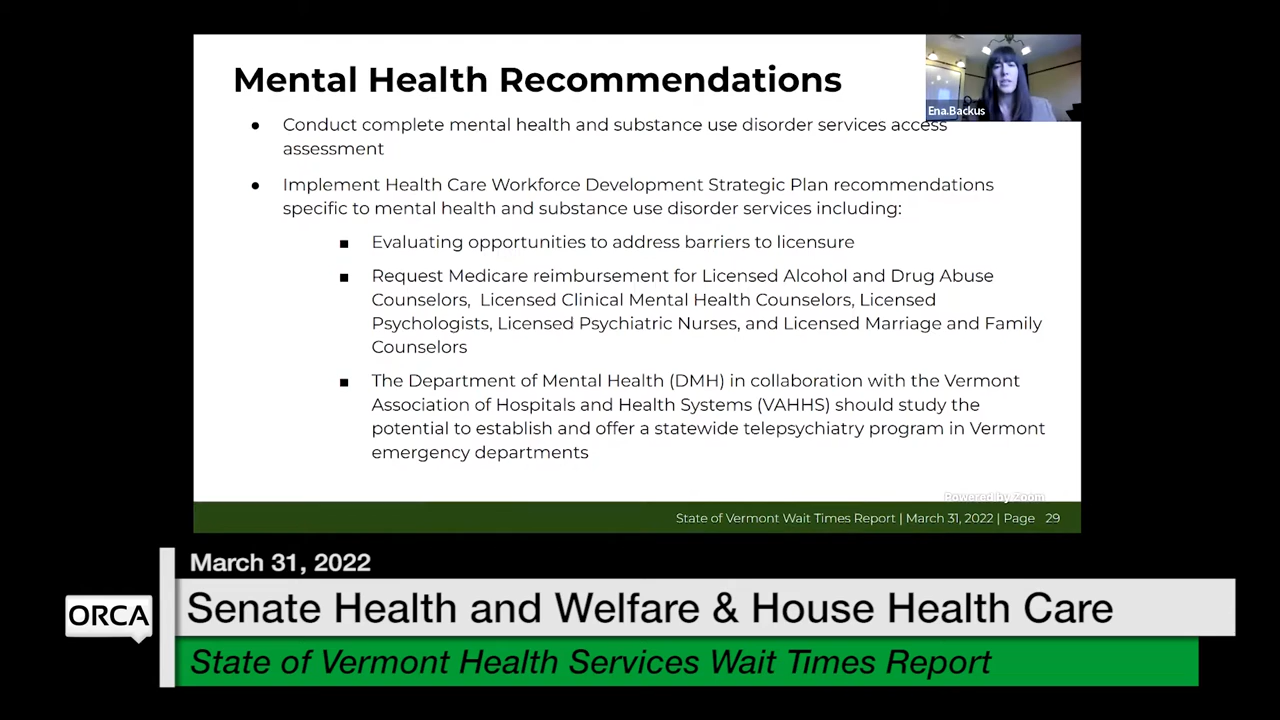 Mental Health Recommendations
Ena.Backus
● Conduct complete mental health and substance use disorder services access
assessment
● Implement Health Care Workforce Development Strategic Plan recommendations
specific to mental health and substance use disorder services including:
■ Evaluating opportunities to address barriers to licensure
■ Request Medicare reimbursement for Licensed Alcohol and Drug Abuse
Counselors, Licensed Clinical Mental Health Counselors, Licensed
Psychologists, Licensed Psychiatric Nurses, and Licensed Marriage and Family
Counselors
■ The Department of Mental Health (DMH) in collaboration with the Vermont
Association of Hospitals and Health Systems (VAHHS) should study the
potential to establish and offer a statewide telepsychiatry program in Vermont
emergency departments
Powered by Zoom
State of Vermont Wait Times Report | March 31, 2022 | Page 29
March 31, 2022
ORCA
Senate Health and Welfare & House Health Care
State of Vermont Health Services Wait Times Report